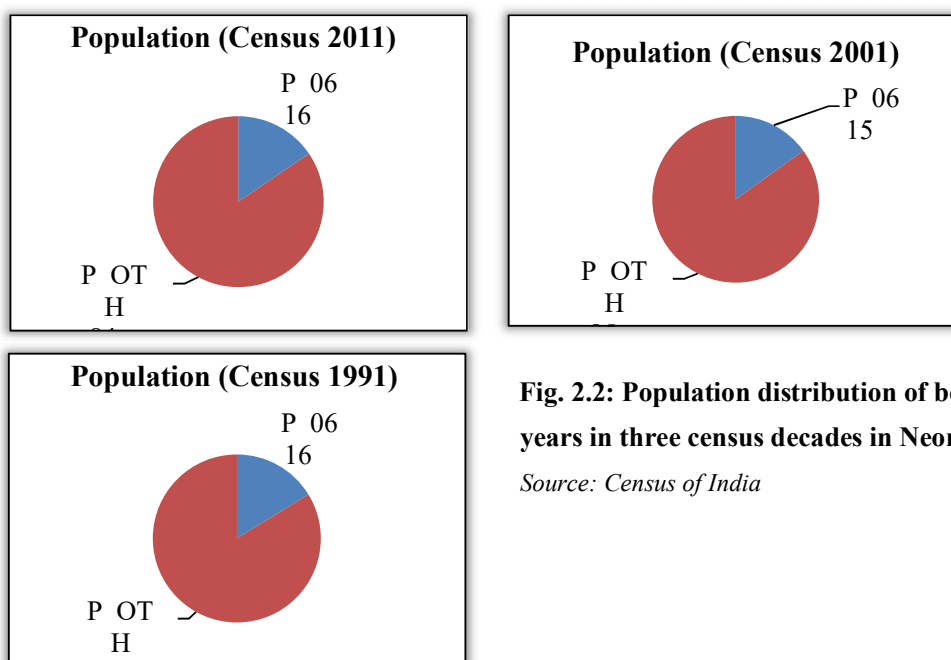 Population (Census 2011)
P 06
16
P OT
H
Population (Census 2001)
P 06
15
P OT
H
Population (Census 1991)
P 06
16
P OT
H
Fig. 2.2: Population distribution of
years in three census decades in
Source: Census of India